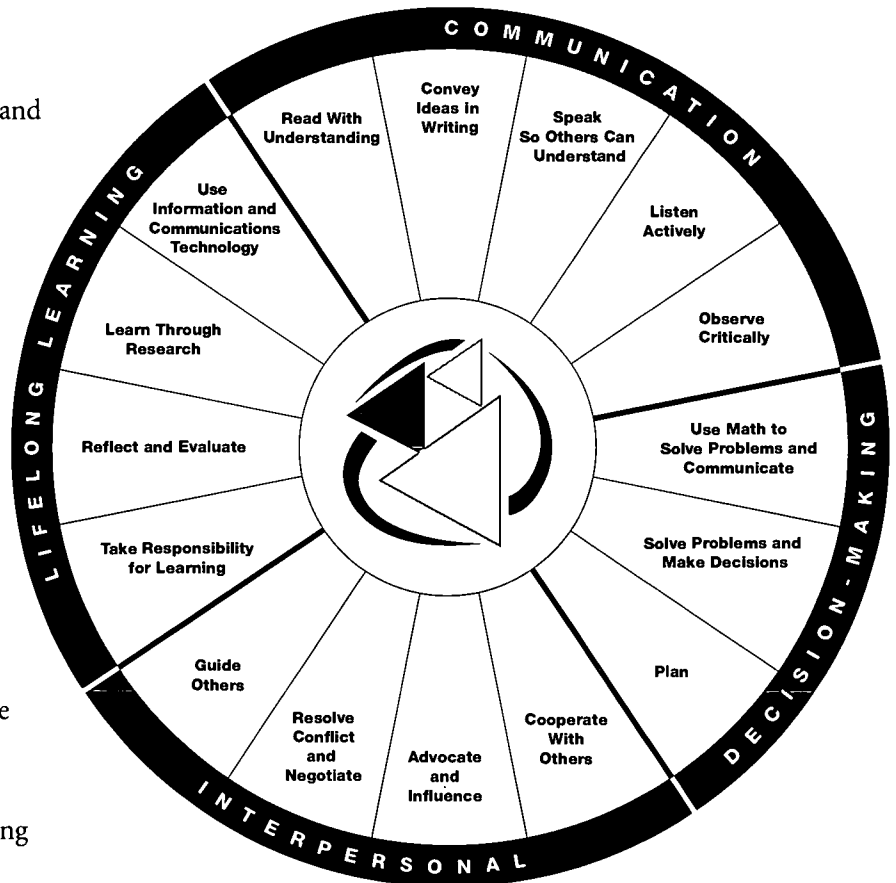 COMMUNICATION
Read With
Understanding
Convey
Ideas in
Writing
Speak
So Others Can
Understand
Listen
Actively
Observe
Critically
DECISION-MAKING
Use Math to
Solve Problems and
Communicate
Solve Problems and
Make Decisions
Plan
INTERPERSONAL
Cooperate
With
Others
Advocate
and
Influence
Resolve
Conflict
and
Negotiate
Guide
Others
LIFELONG LEARNING
Take Responsibility
for Learning
Reflect and Evaluate
Learn Through
Research
Use
Information and
Communications
Technology
and